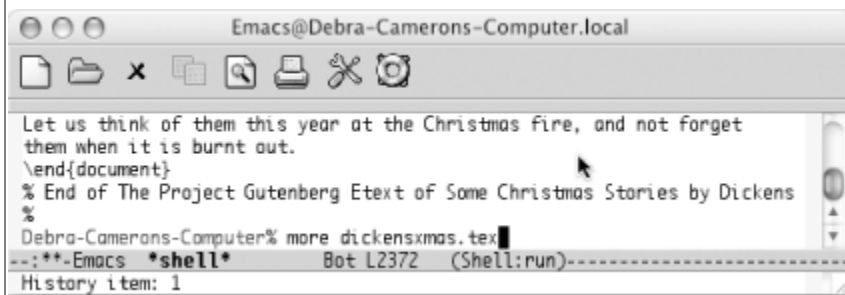 Emacs@Debra-Camerons-Computer.local
Let us think of them this year at the Christmas fire, and not forget
them when it is burnt out.
\end{document}
% End of The Project Gutenberg Etext of Some Christmas Stories by Dickens
%
Debra-Camerons-Computer% more dickensxmas.tex
--:**-Emacs  *shell*        Bot L2372   (Shell:run)--------------------------
History item: 1